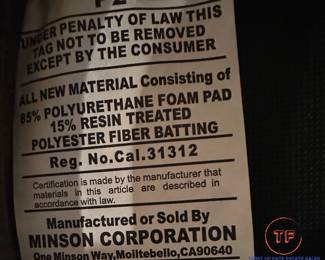 UNDER PENALTY OF LAW THIS
TAG NOT TO BE REMOVED
EXCEPT BY THE CONSUMER
ALL NEW MATERIAL Consisting of
85% POLYURETHANE FOAM PAD
15% RESIN TREATED
POLYESTER FIBER BATTING
Reg. No.Cal.31312
Certification is made by the manufacturer that
materials in this article are described in
accordance with law.
Manufactured or Sold By
MINSON CORPORATION
One Minson Way,Moiltebello,CA90640
TF